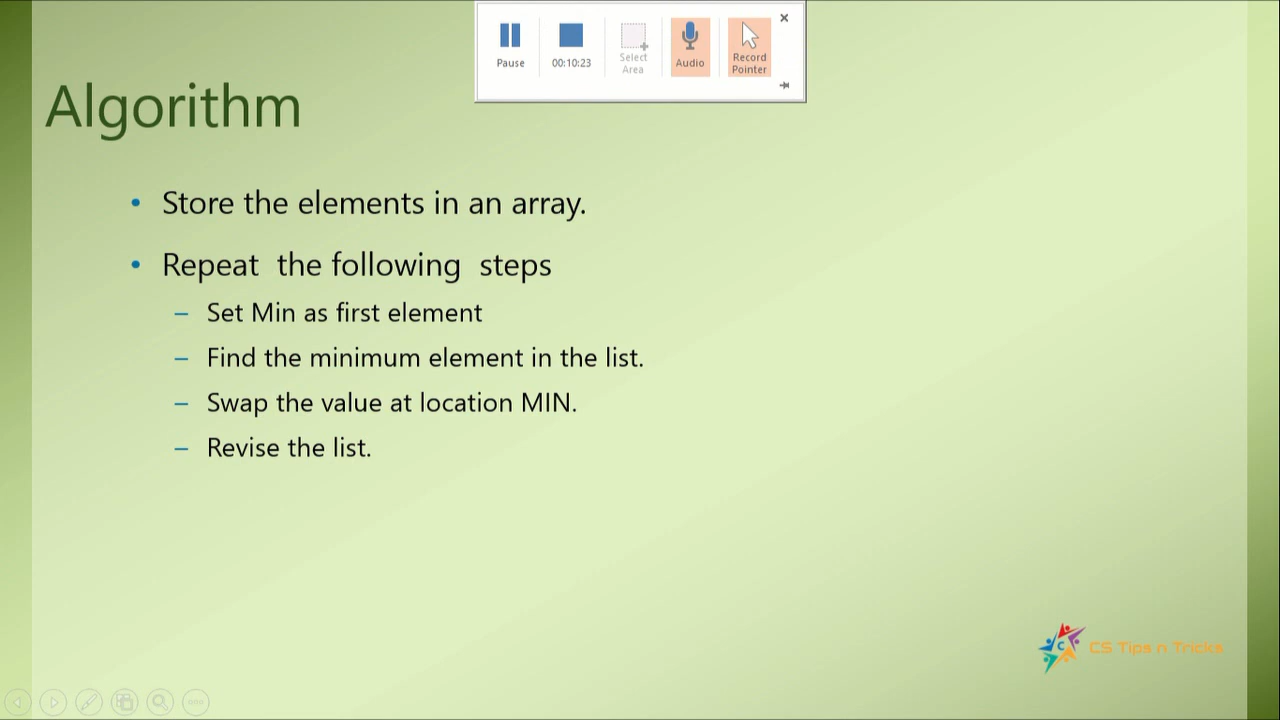 Pause
00:10:23
Select
Area
Audio
Record
Pointer
Algorithm
• Store the elements in an array.
• Repeat the following steps
– Set Min as first element
– Find the minimum element in the list.
– Swap the value at location MIN.
– Revise the list.
C
CS Tips n Tricks